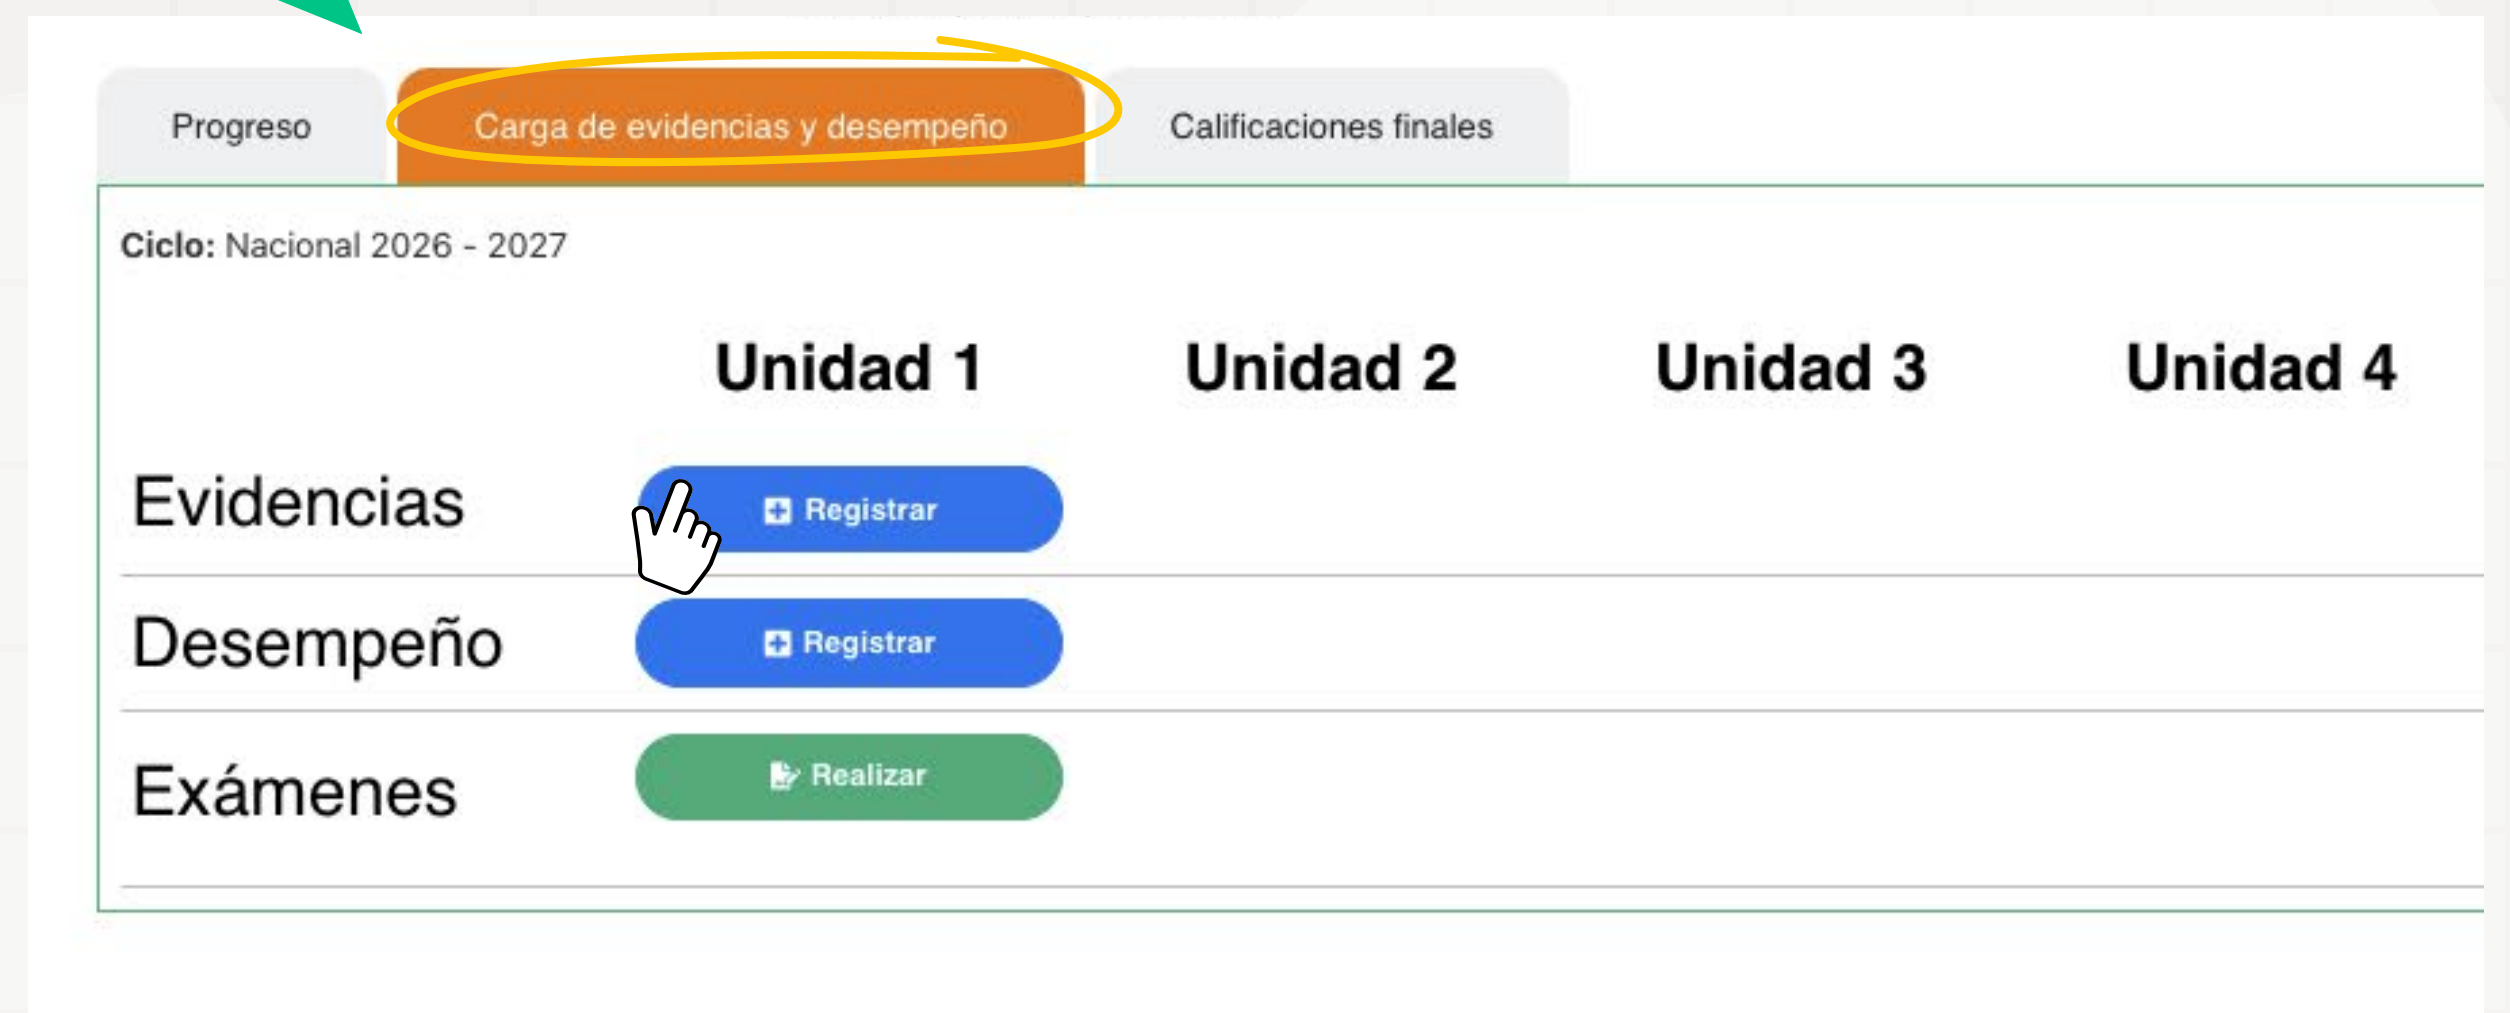 Progreso Carga de evidencias y desempeño Calificaciones finales
Ciclo: Nacional 2026 - 2027
Unidad 1 Unidad 2 Unidad 3 Unidad 4
Evidencias Registrar
Desempeño Registrar
Exámenes Realizar